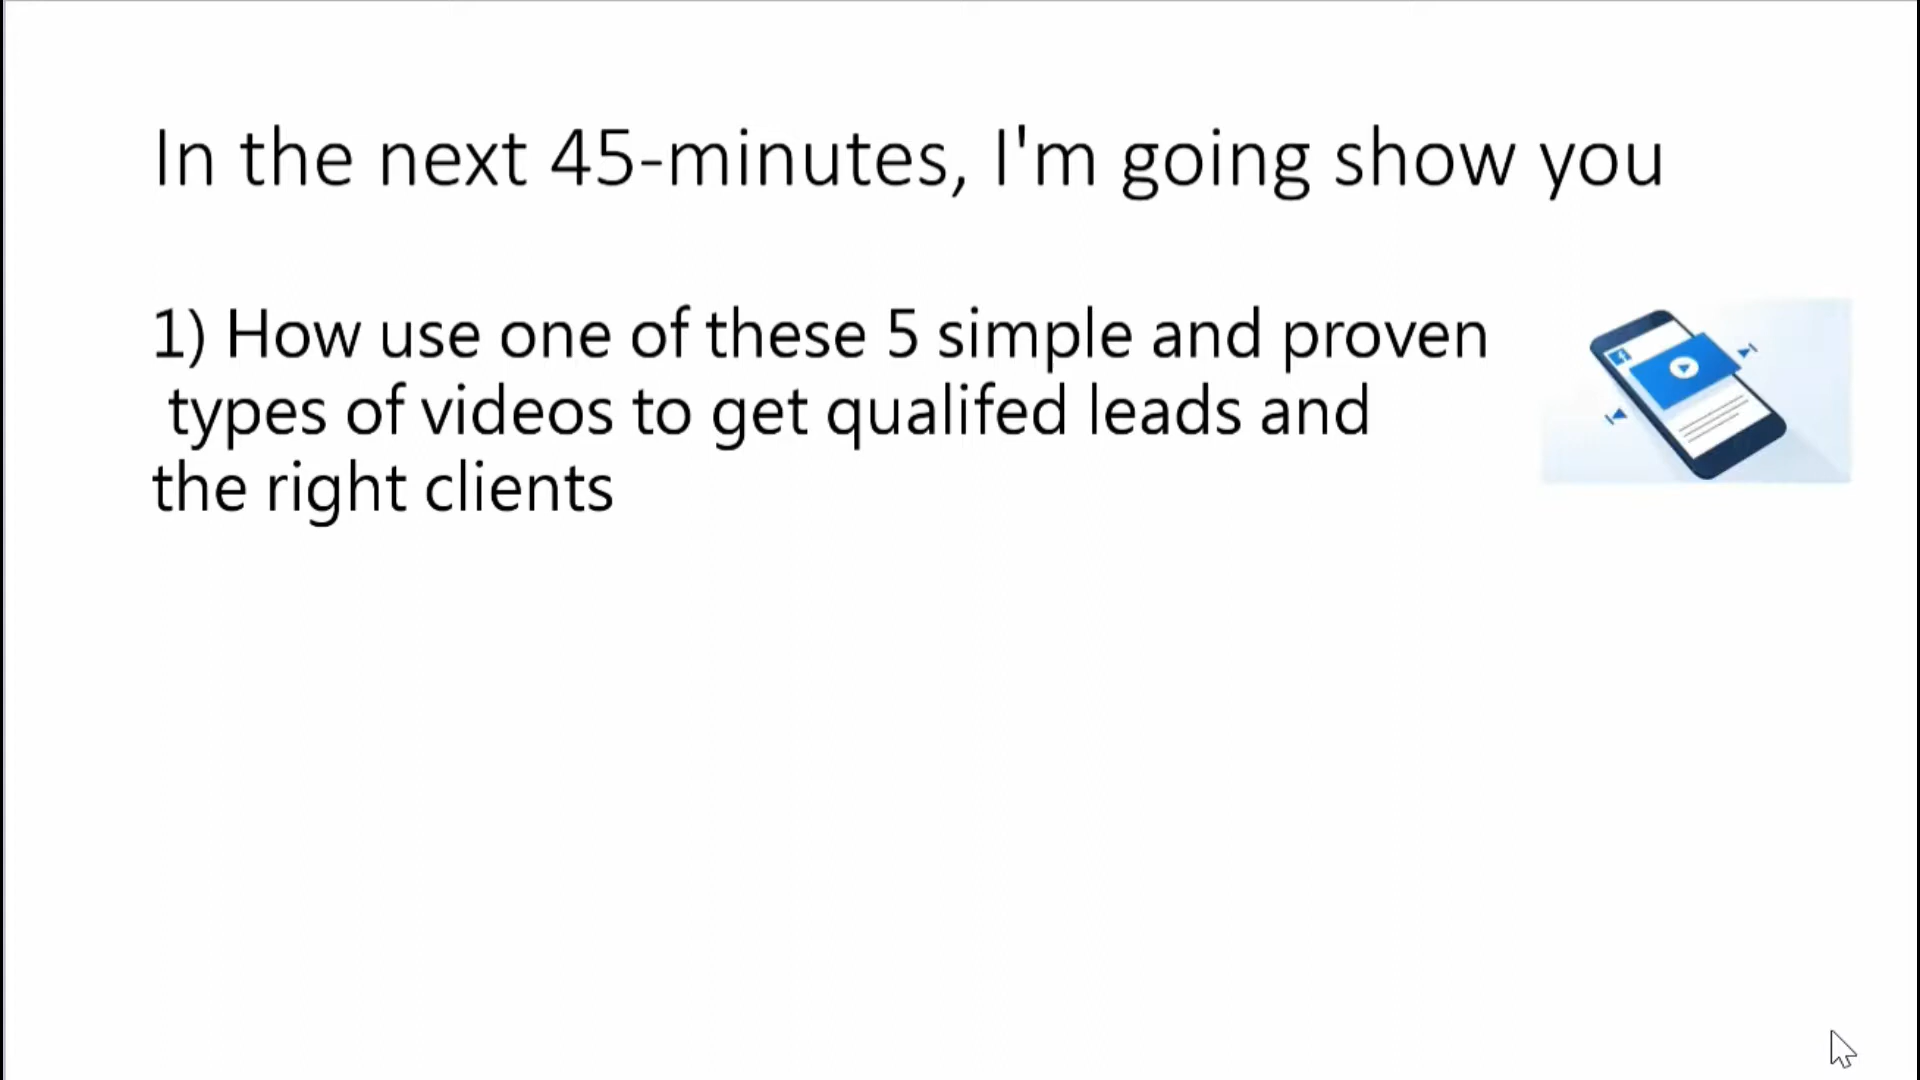 In the next 45-minutes, I'm going show you
1) How use one of these 5 simple and proven
types of videos to get qualifed leads and
the right clients